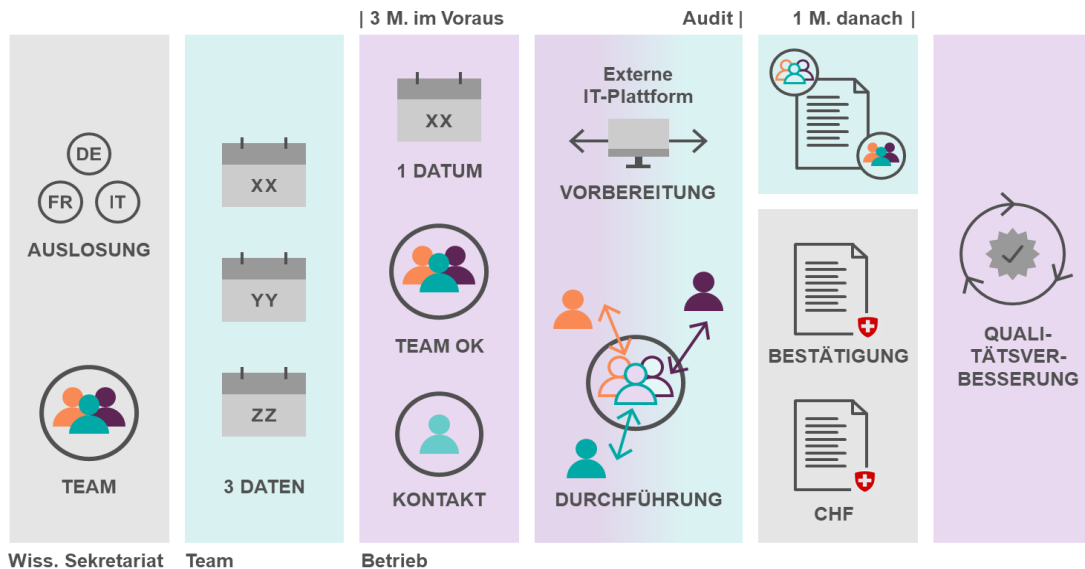 | 3 M. im Voraus
Audit |
1 M. danach |
DE
FR
IT
AUSLOSUNG
TEAM
XX
YY
ZZ
3 DATEN
XX
1 DATUM
TEAM OK
KONTAKT
Externe
IT-Plattform
VORBEREITUNG
DURCHFÜHRUNG
BESTÄTIGUNG
CHF
QUALI-
TÄTSVER-
BESSERUNG
Wiss. Sekretariat
Team
Betrieb